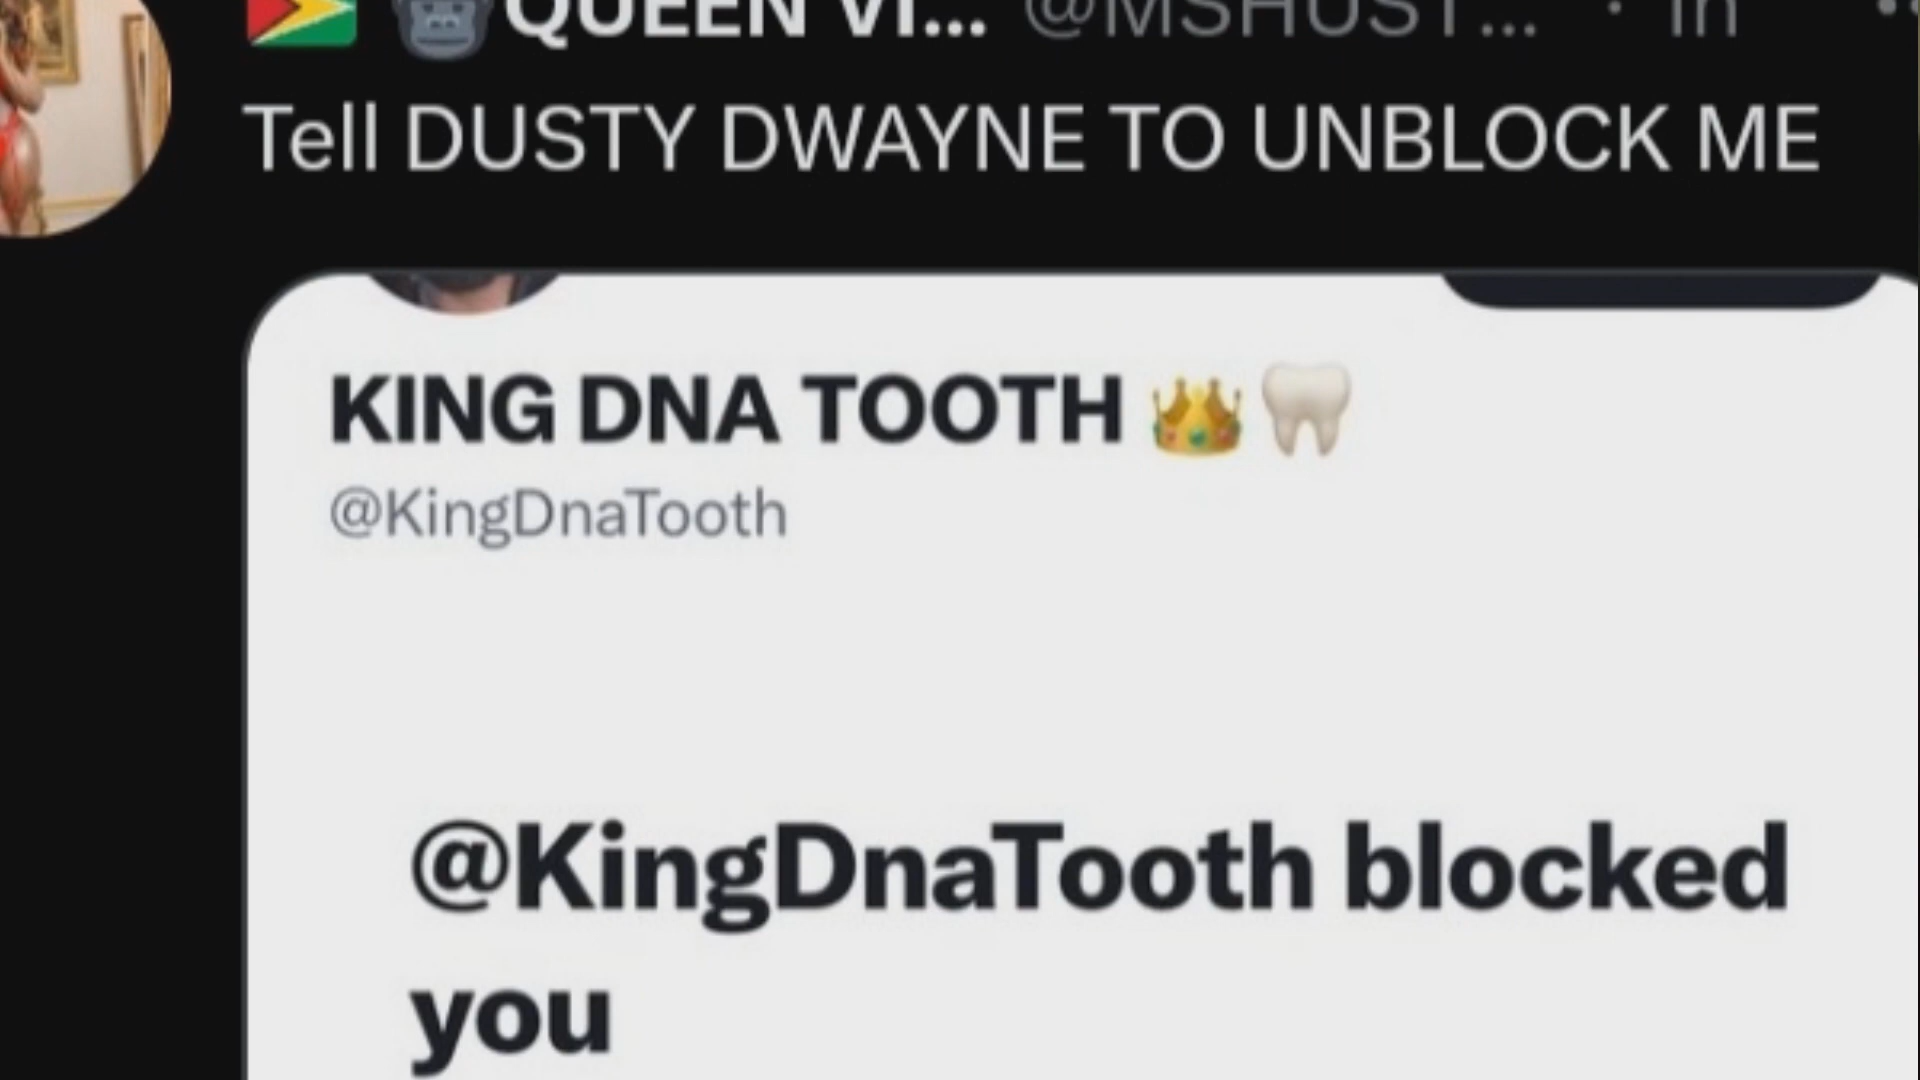 QUEEN VI... @MSHUST... · 1h
Tell DUSTY DWAYNE TO UNBLOCK ME
KING DNA TOOTH 👑🦷
@KingDnaTooth
@KingDnaTooth blocked
you